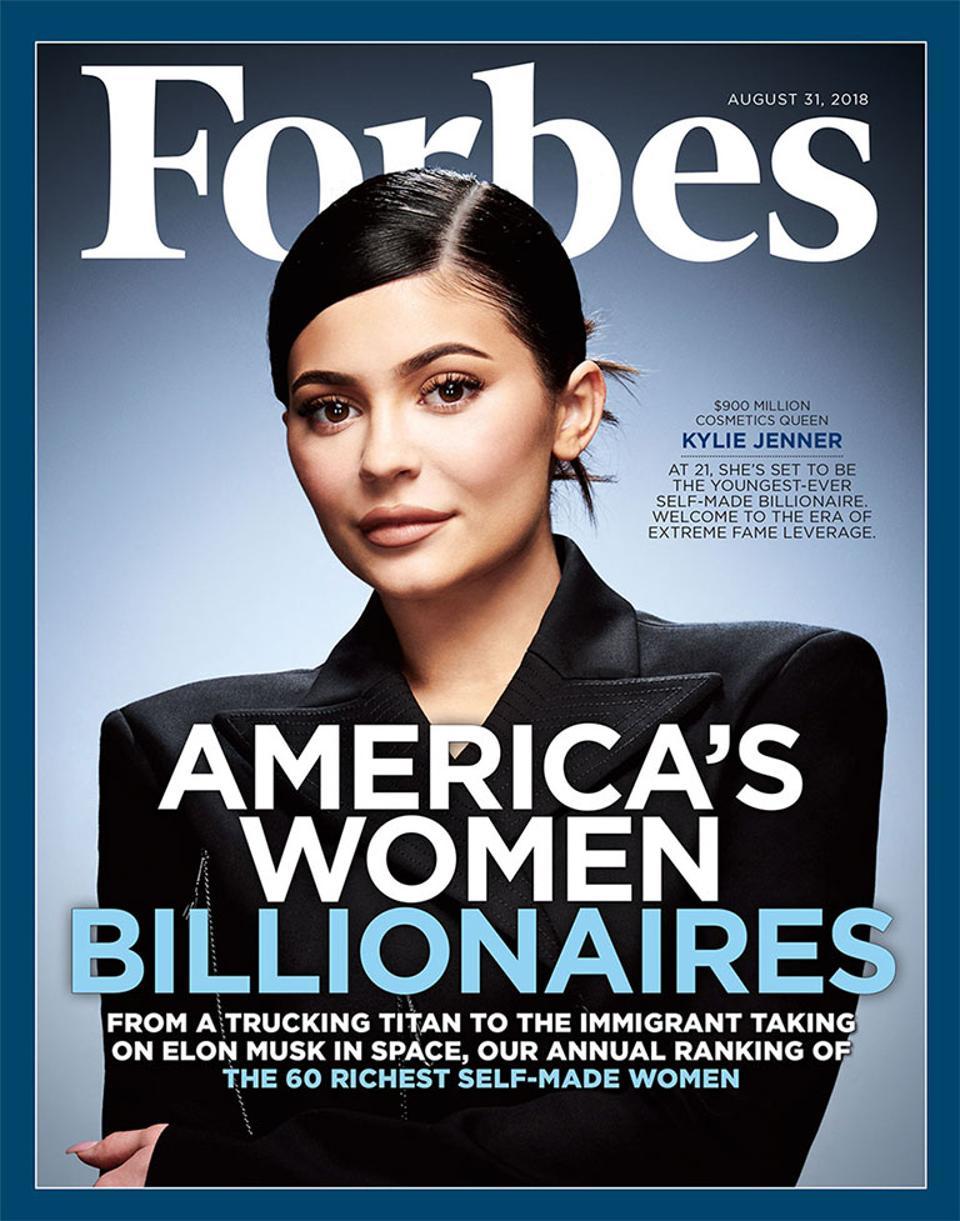 Forbes
AUGUST 31, 2018
$900 MILLION
COSMETICS QUEEN
KYLIE JENNER
AT 21, SHE'S SET TO BE
THE YOUNGEST-EVER
SELF-MADE BILLIONAIRE.
WELCOME TO THE ERA OF
EXTREME FAME LEVERAGE.
AMERICA'S
WOMEN
BILLIONAIRES
FROM A TRUCKING TITAN TO THE IMMIGRANT TAKING
ON ELON MUSK IN SPACE, OUR ANNUAL RANKING OF
THE 60 RICHEST SELF-MADE WOMEN